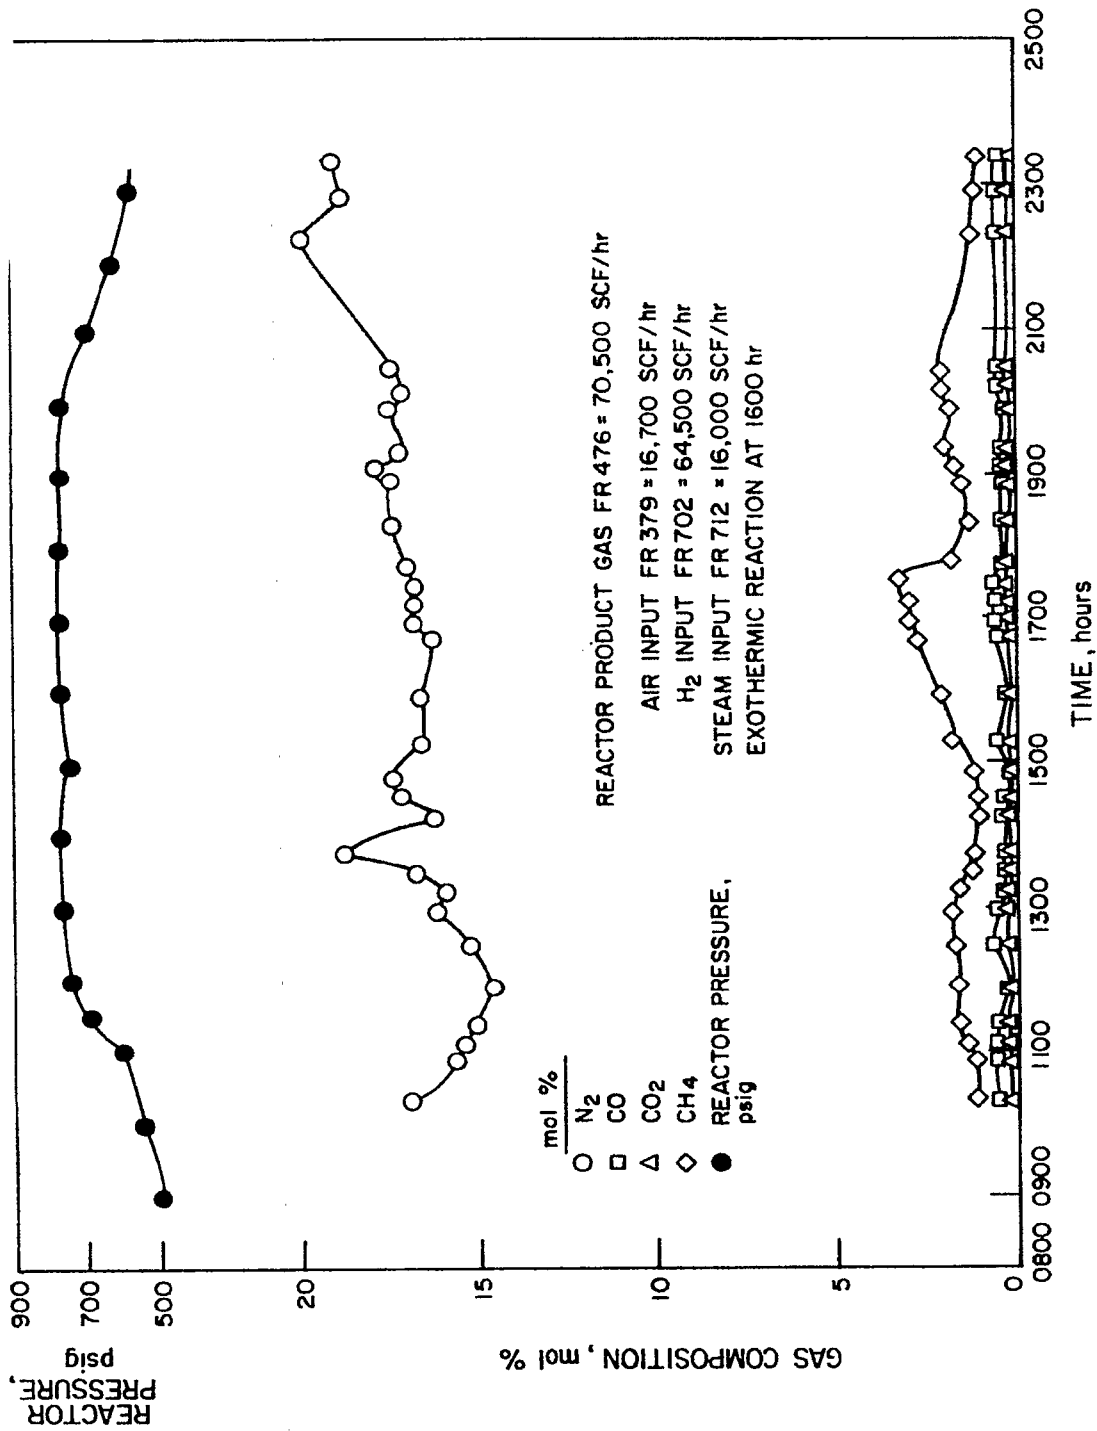 REACTOR
PRESSURE,
psig
900
700
500
GAS COMPOSITION, mol %
20
15
10
5
0
REACTOR PRODUCT GAS FR 476 = 70,500 SCF/hr
AIR INPUT FR 379 = 16,700 SCF/hr
H2 INPUT FR 702 = 64,500 SCF/hr
STEAM INPUT FR 712 = 16,000 SCF/hr
EXOTHERMIC REACTION AT 1600 hr
mol %
N2
CO
CO2
CH4
REACTOR PRESSURE,
psig
0800 0900 1100 1300 1500 1700 1900 2100 2300 2500
TIME, hours